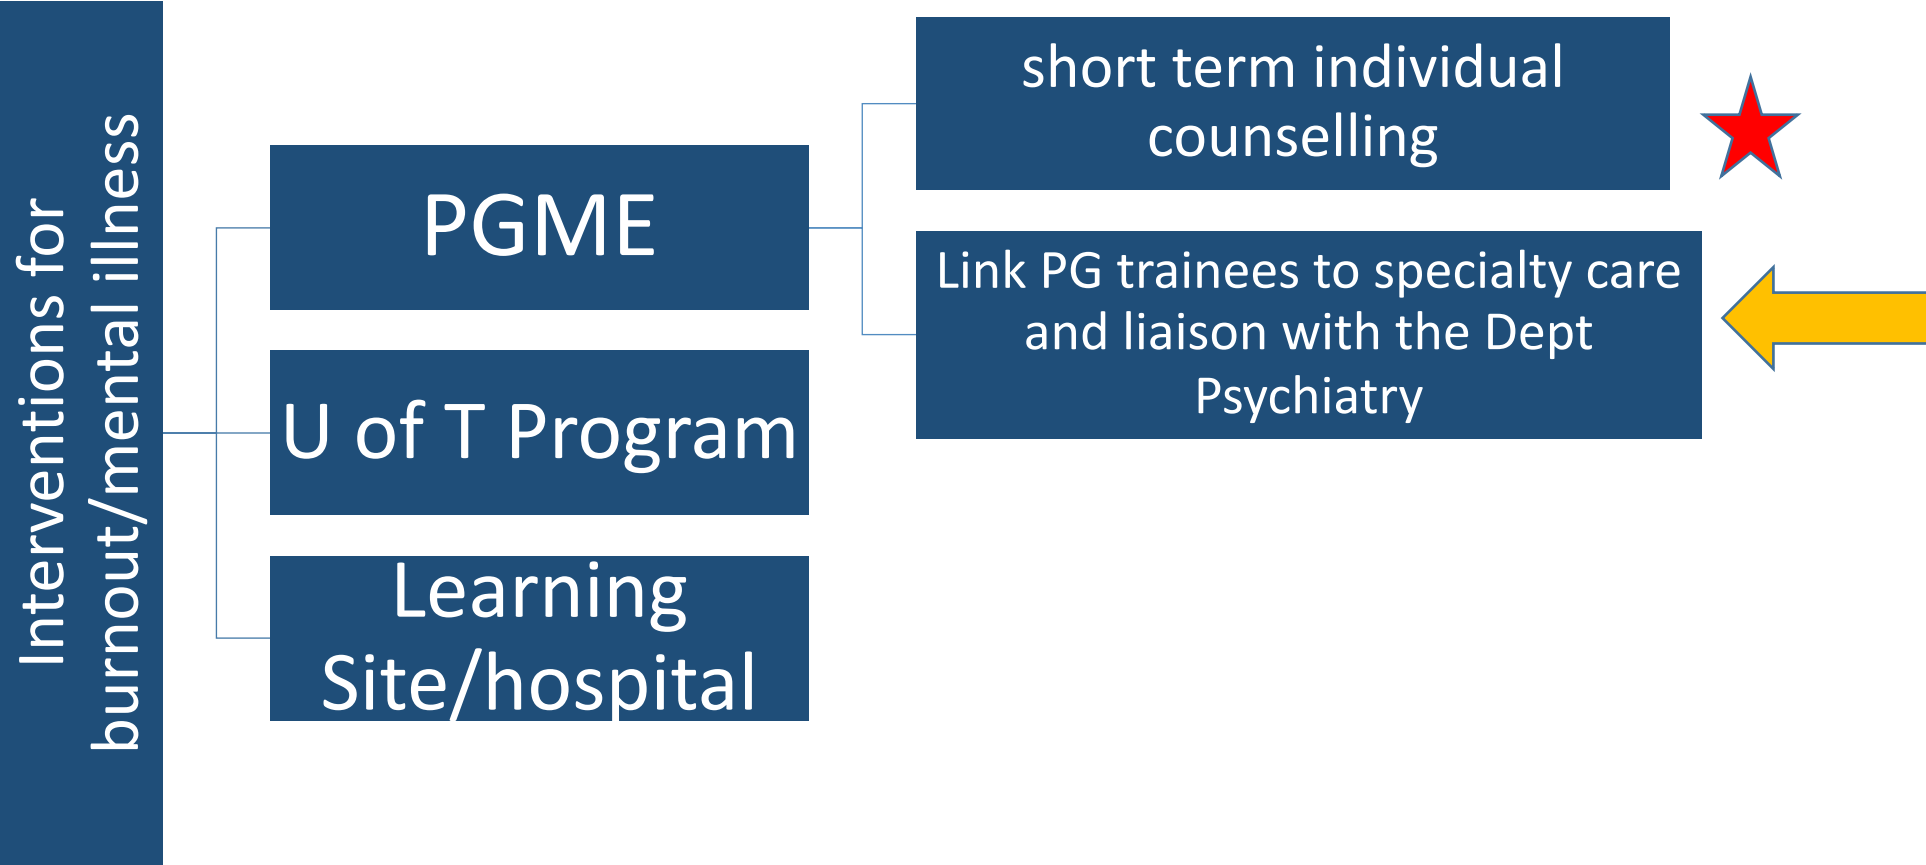 Interventions for
burnout/mental illness
PGME
U of T Program
Learning
Site/hospital
short term individual
counselling
Link PG trainees to specialty care
and liaison with the Dept
Psychiatry